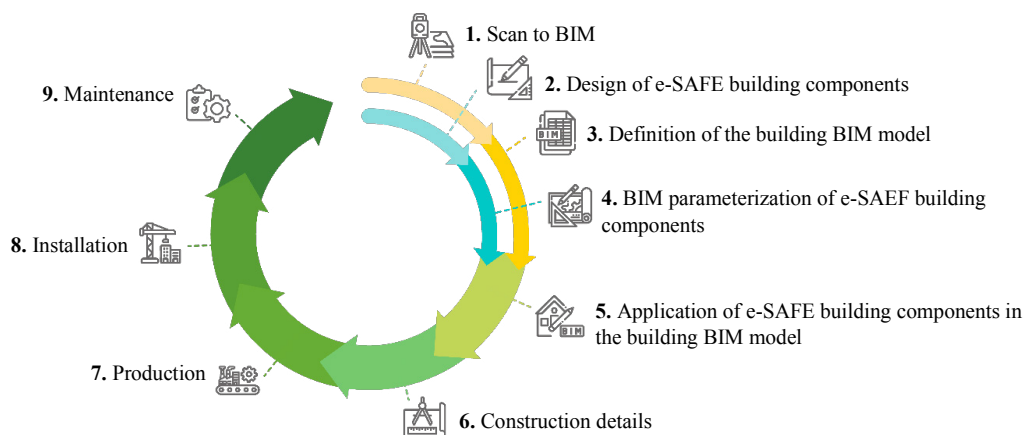 1. Scan to BIM
2. Design of e-SAFE building components
9. Maintenance
BIM
3. Definition of the building BIM model
4. BIM parameterization of e-SAEF building
components
8. Installation
5. Application of e-SAFE building components in
the building BIM model
BIM
7. Production
6. Construction details